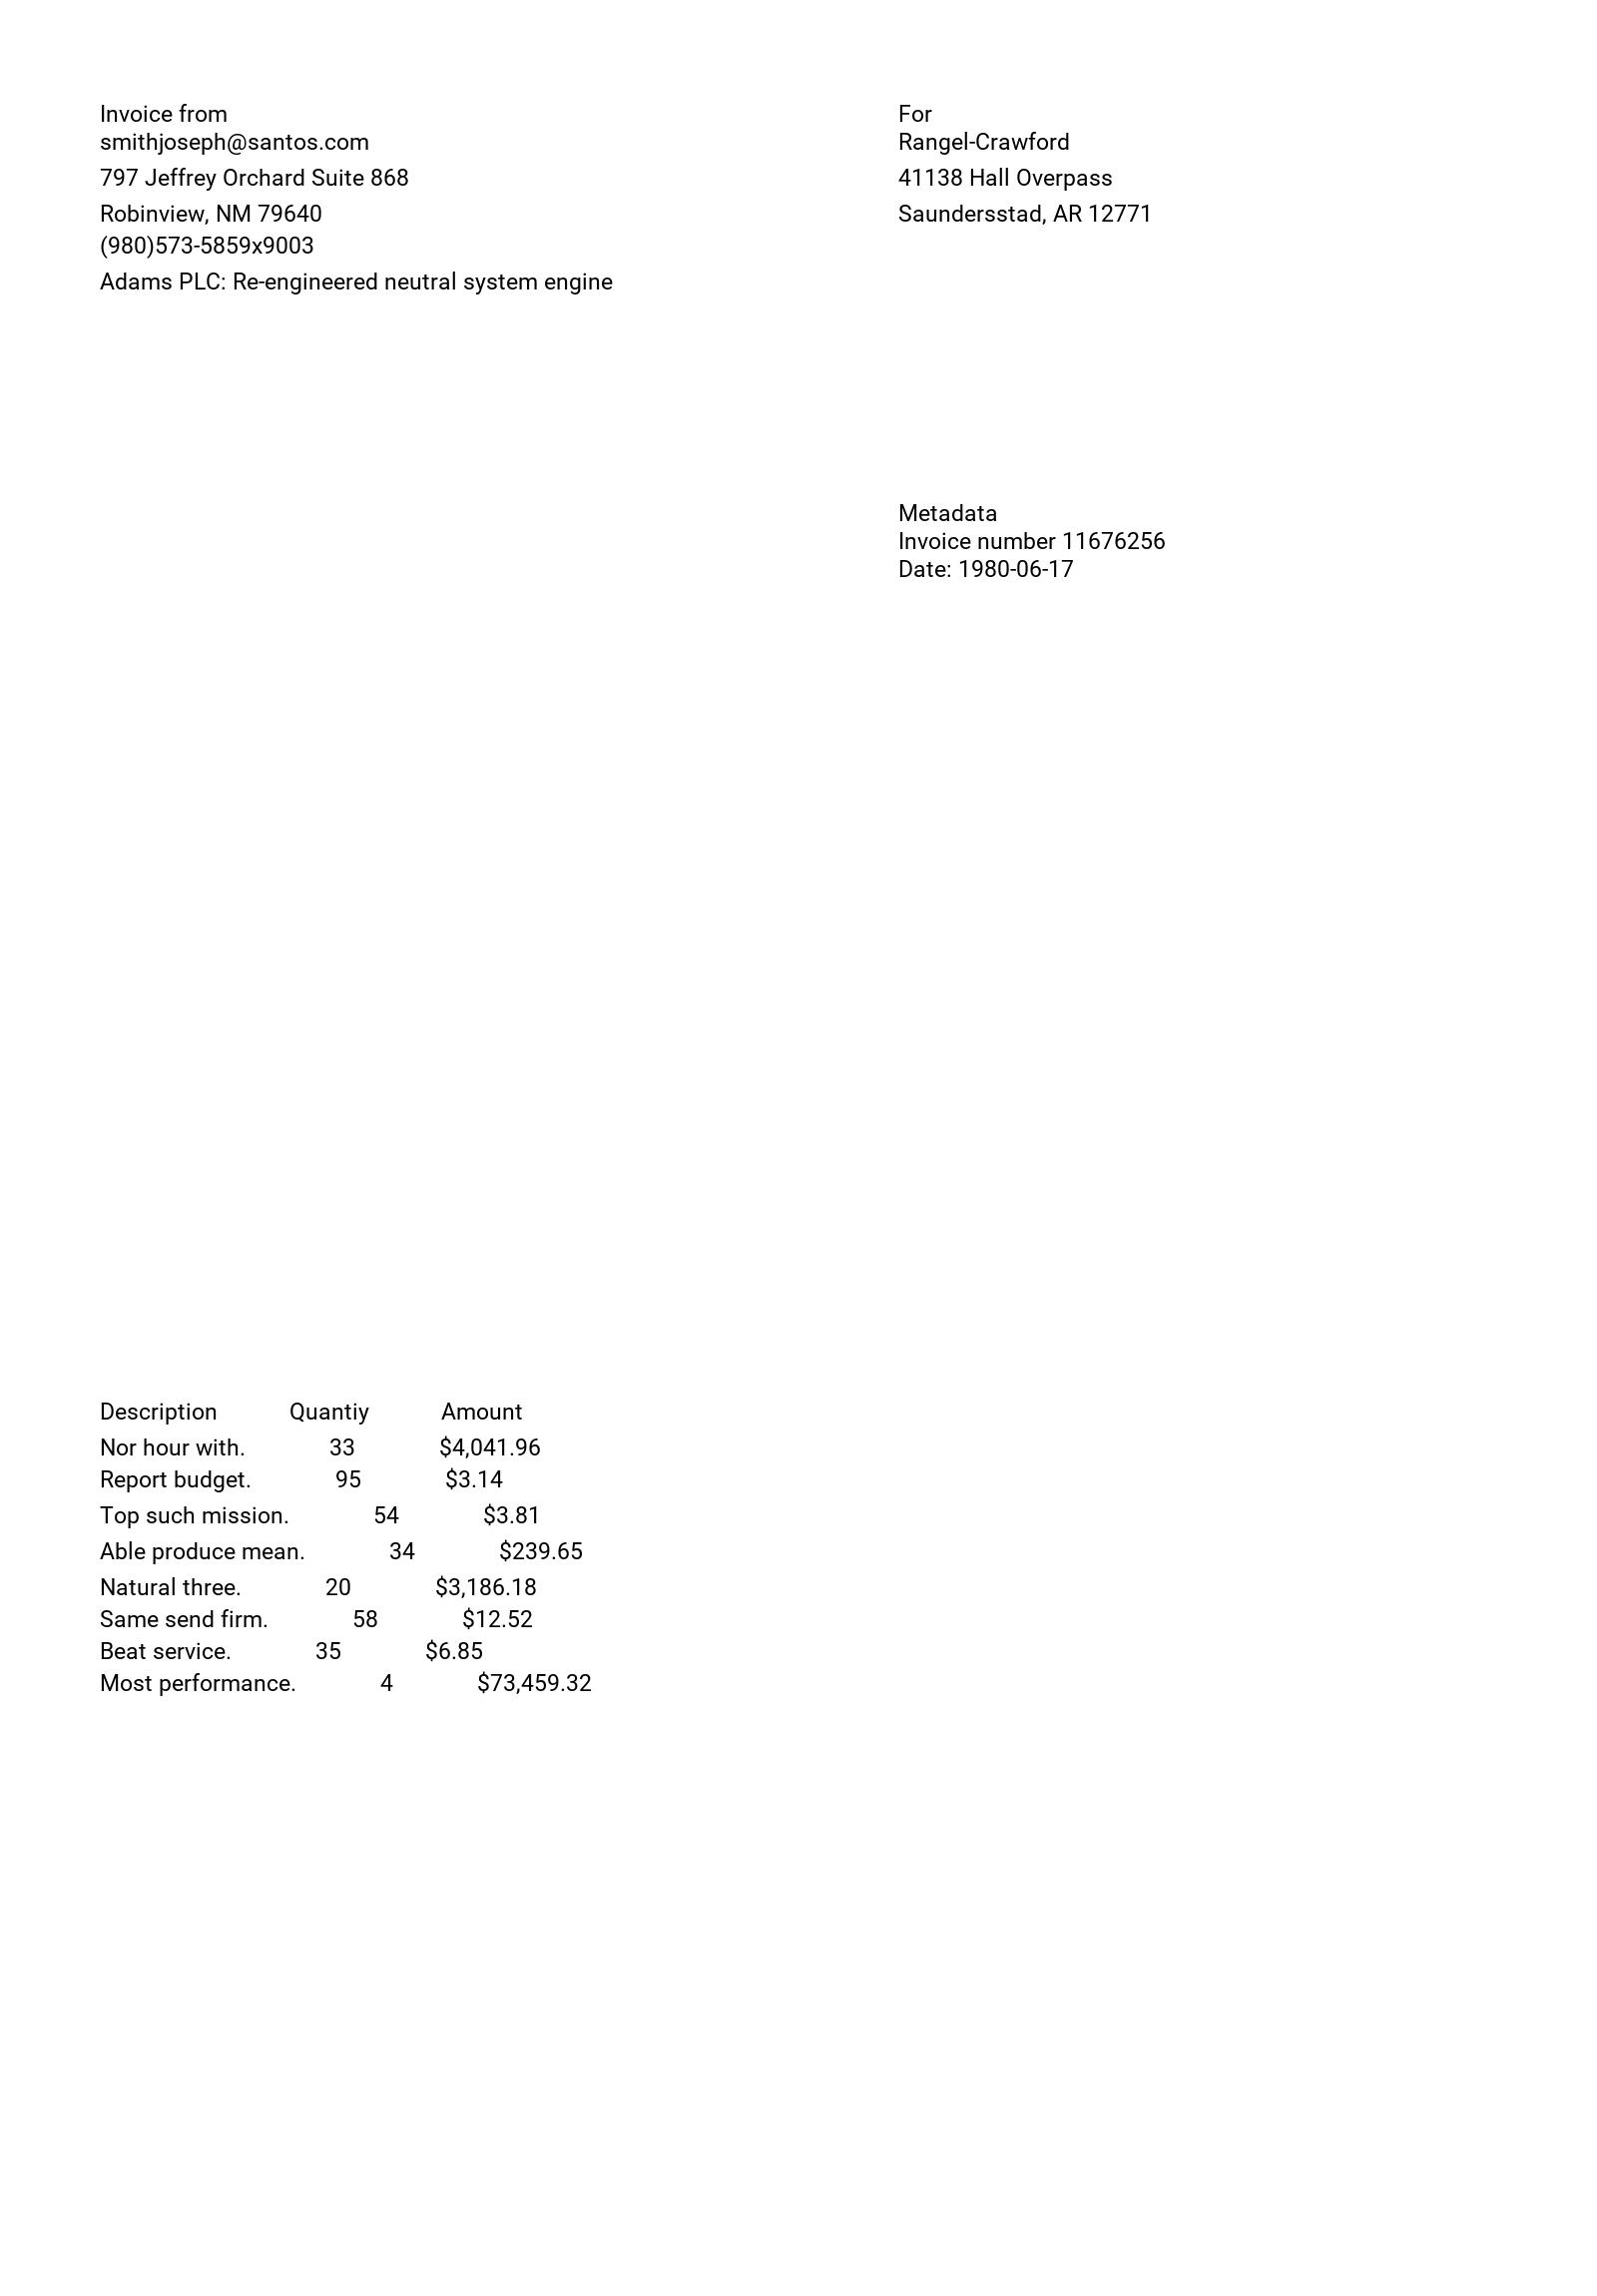 Invoice from
smithjoseph@santos.com
797 Jeffrey Orchard Suite 868
Robinview, NM 79640
(980)573-5859x9003
Adams PLC: Re-engineered neutral system engine
For
Rangel-Crawford
41138 Hall Overpass
Saundersstad, AR 12771
Metadata
Invoice number 11676256
Date: 1980-06-17
Description Quantiy Amount
Nor hour with. 33 $4,041.96
Report budget. 95 $3.14
Top such mission. 54 $3.81
Able produce mean. 34 $239.65
Natural three. 20 $3,186.18
Same send firm. 58 $12.52
Beat service. 35 $6.85
Most performance. 4 $73,459.32